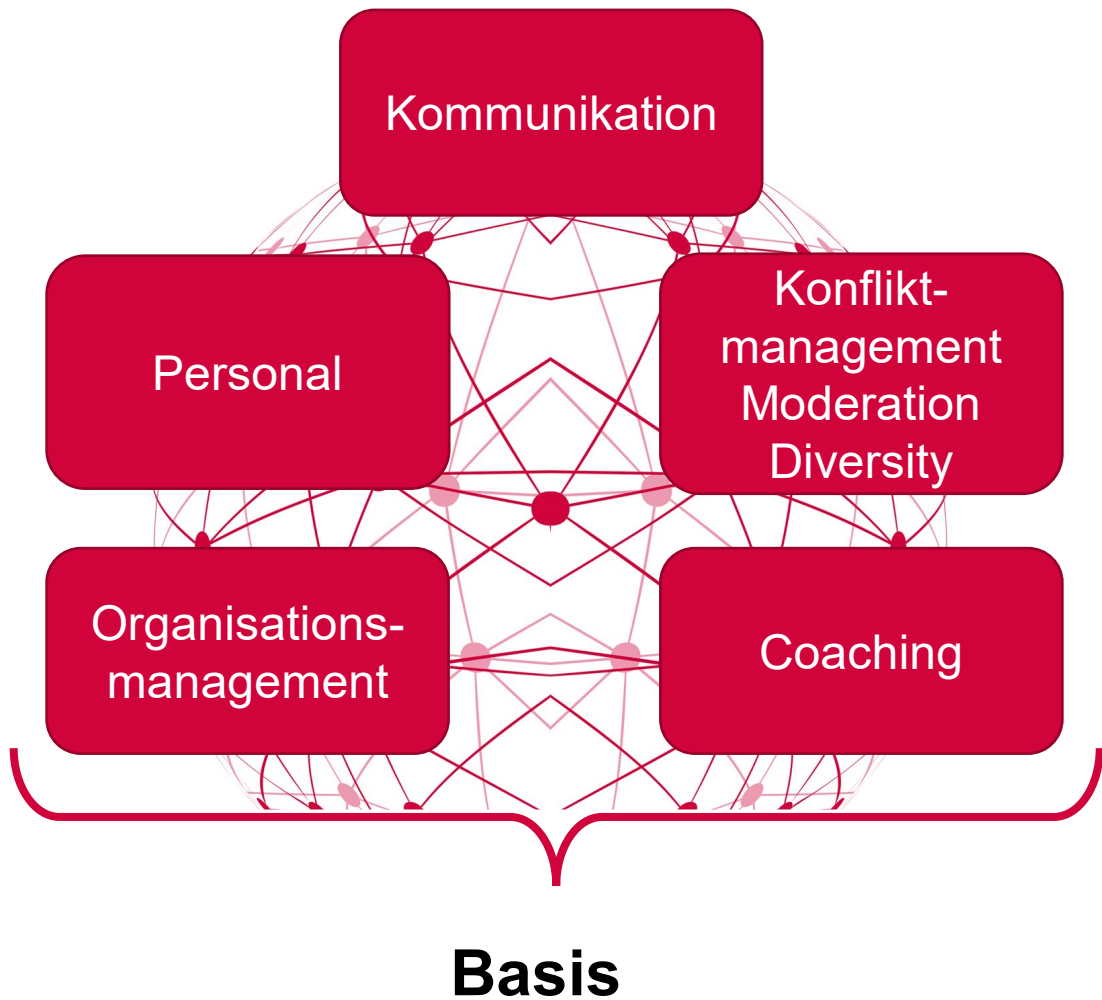 Kommunikation
Personal
Konflikt-
management
Moderation
Diversity
Organisations-
management
Coaching
Basis